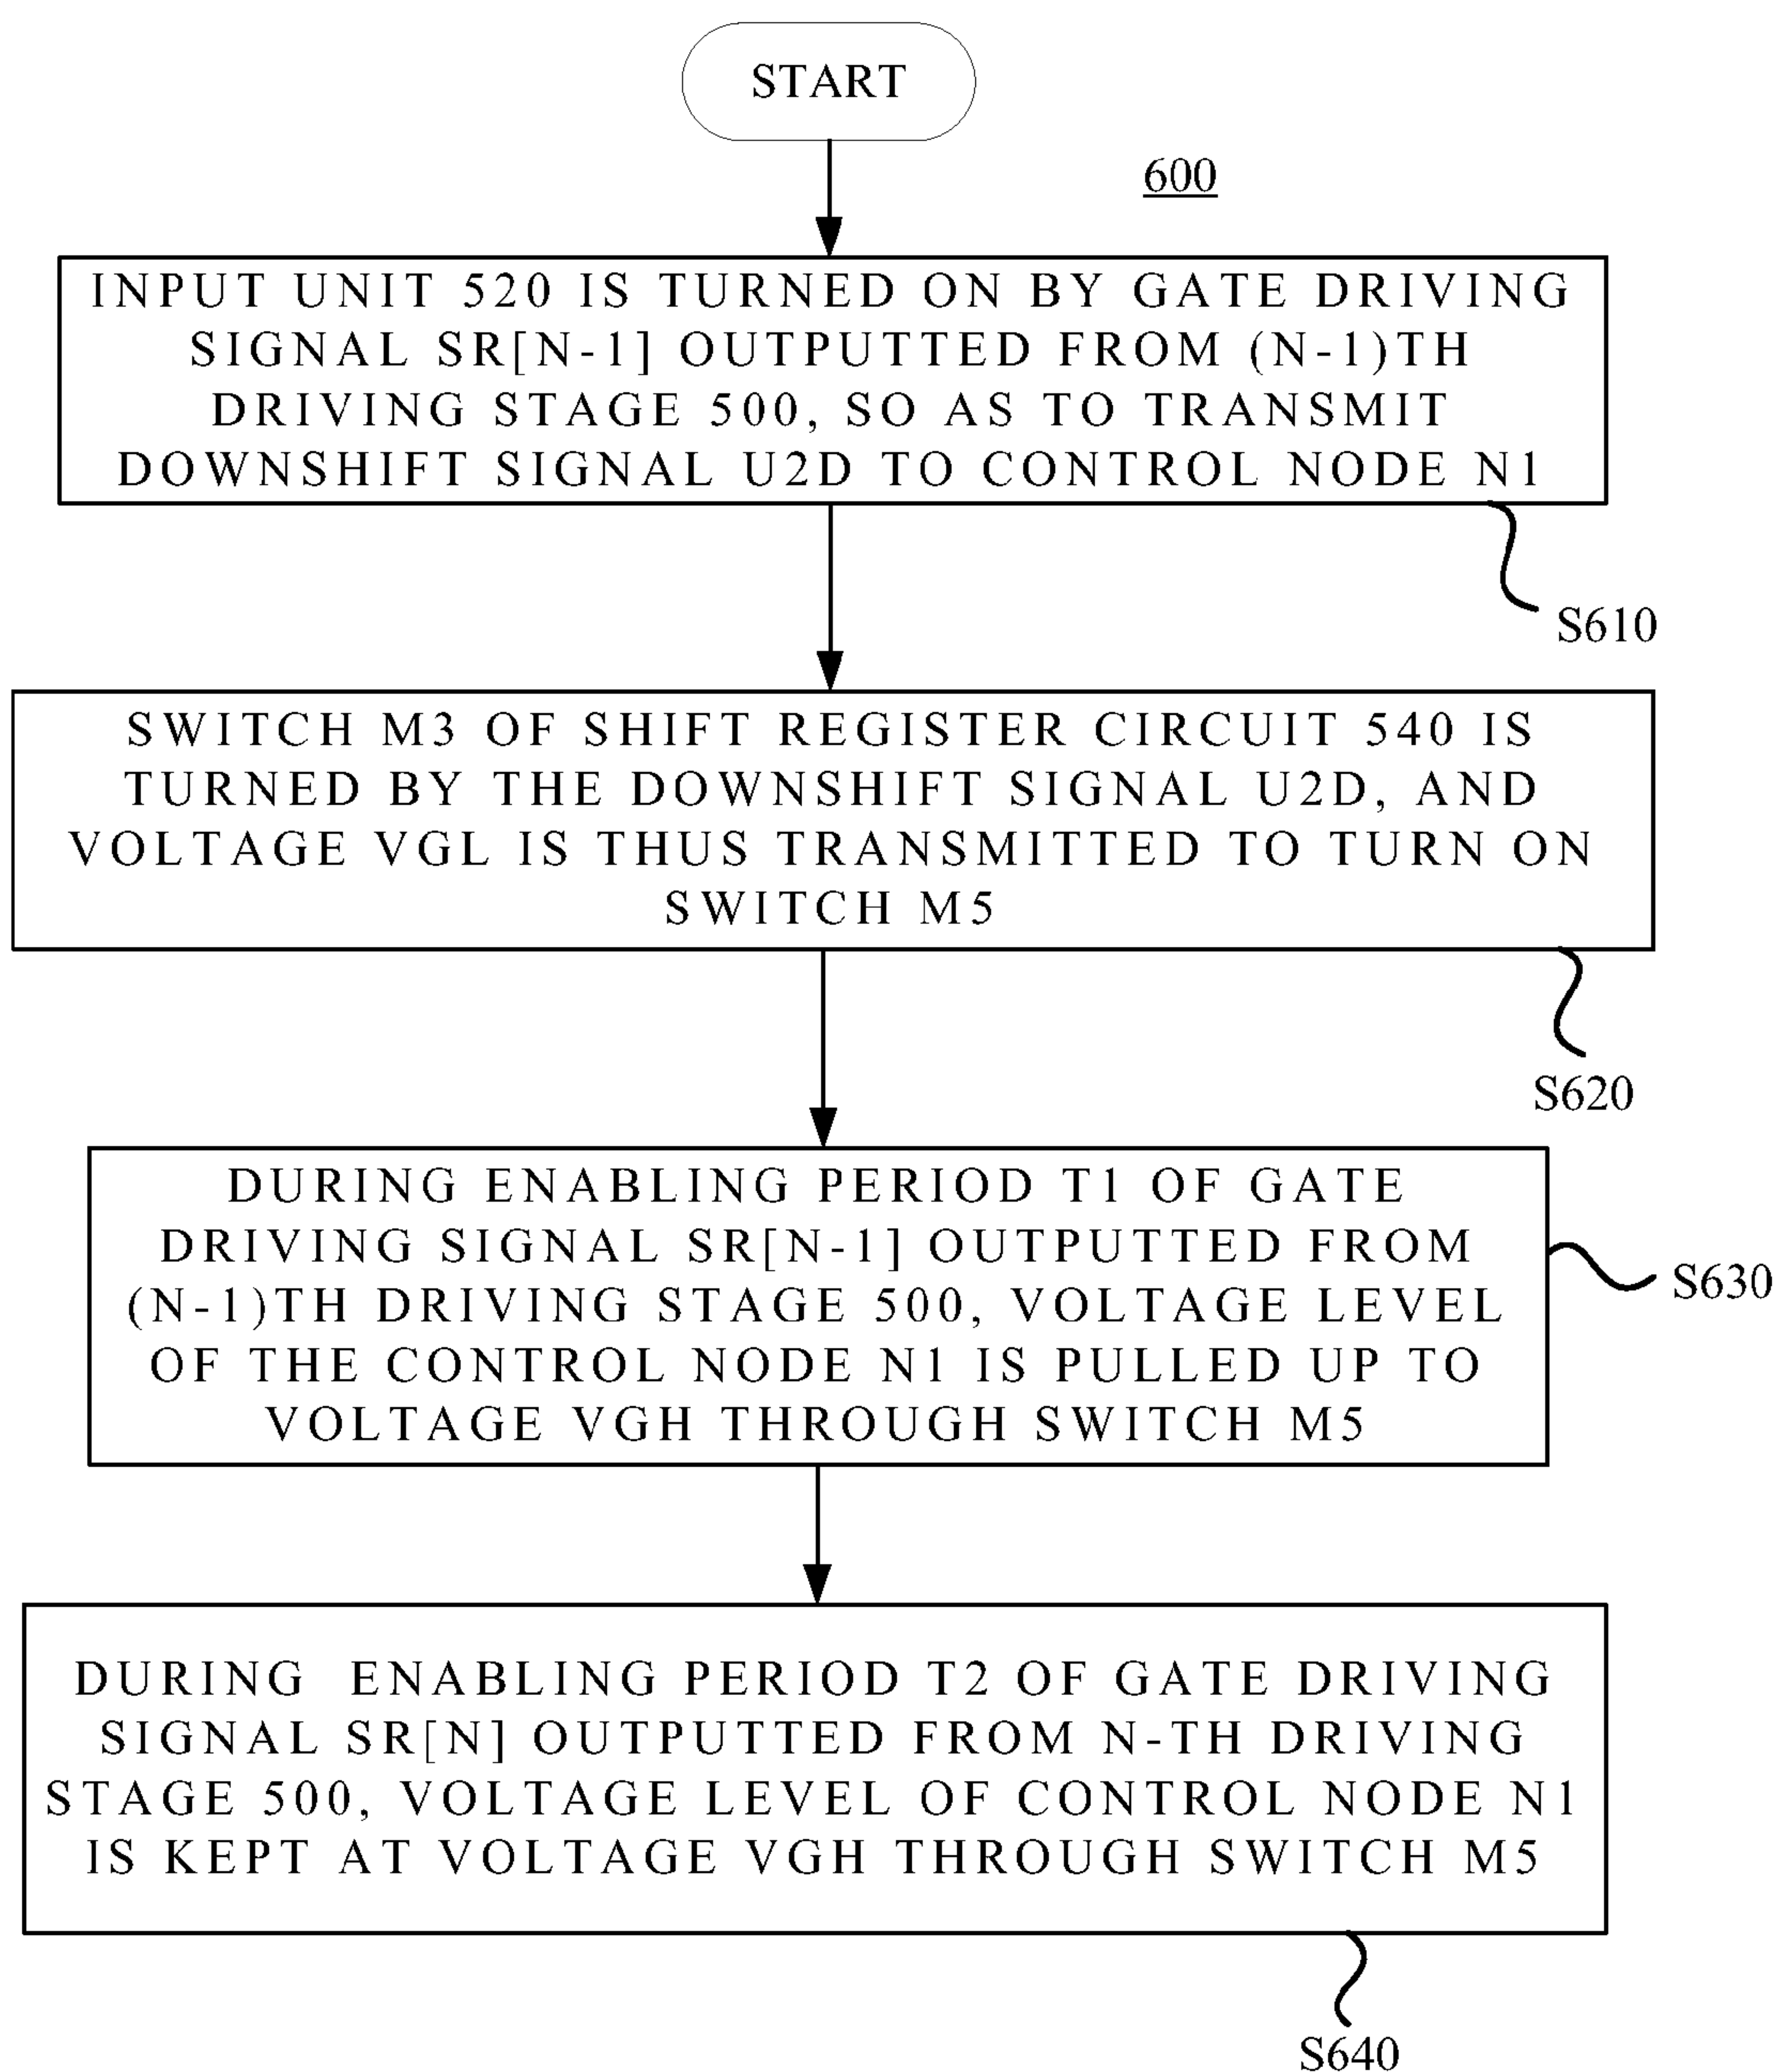 START
600
INPUT UNIT 520 IS TURNED ON BY GATE DRIVING
SIGNAL SR[N-1] OUTPUTTED FROM (N-1)TH
DRIVING STAGE 500, SO AS TO TRANSMIT
DOWNSHIFT SIGNAL U2D TO CONTROL NODE N1
S610
SWITCH M3 OF SHIFT REGISTER CIRCUIT 540 IS
TURNED BY THE DOWNSHIFT SIGNAL U2D, AND
VOLTAGE VGL IS THUS TRANSMITTED TO TURN ON
SWITCH M5
S620
DURING ENABLING PERIOD T1 OF GATE
DRIVING SIGNAL SR[N-1] OUTPUTTED FROM
(N-1)TH DRIVING STAGE 500, VOLTAGE LEVEL
OF THE CONTROL NODE N1 IS PULLED UP TO
VOLTAGE VGH THROUGH SWITCH M5
S630
DURING ENABLING PERIOD T2 OF GATE DRIVING
SIGNAL SR[N] OUTPUTTED FROM N-TH DRIVING
STAGE 500, VOLTAGE LEVEL OF CONTROL NODE N1
IS KEPT AT VOLTAGE VGH THROUGH SWITCH M5
S640